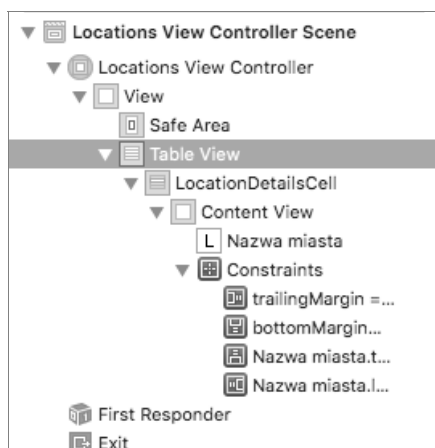 Locations View Controller Scene
Locations View Controller
View
Safe Area
Table View
LocationDetailsCell
Content View
L Nazwa miasta
Constraints
trailingMargin =...
bottomMargin...
Nazwa miasta.t...
Nazwa miasta.l...
First Responder
Exit